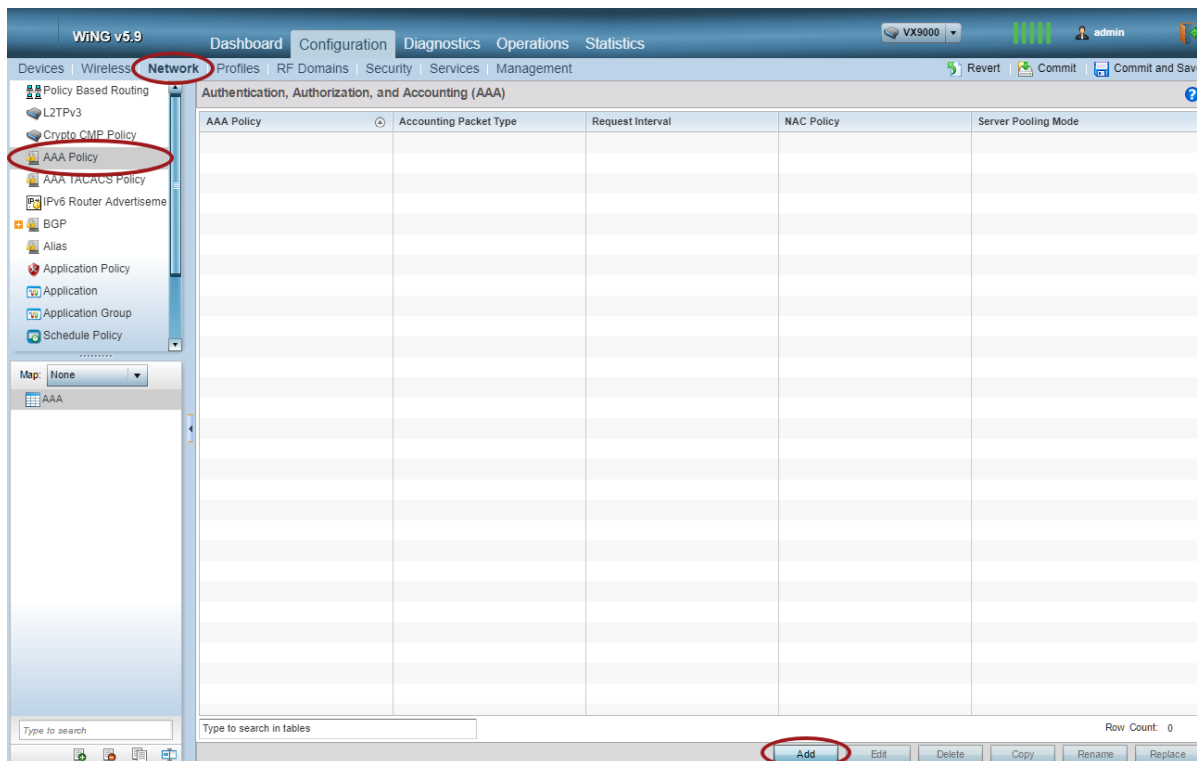 WiNG v5.9
Dashboard Configuration Diagnostics Operations Statistics
VX9000
admin
Devices Wireless Network Profiles RF Domains Security Services Management
Revert Commit Commit and Save
Policy Based Routing
L2TPv3
Crypto CMP Policy
AAA Policy
AAA TACACS Policy
IPv6 Router Advertiseme
BGP
Alias
Application Policy
Application
Application Group
Schedule Policy
Map: None
AAA
Type to search
Authentication, Authorization, and Accounting (AAA)
?
AAA Policy Accounting Packet Type Request Interval NAC Policy Server Pooling Mode
Type to search in tables
Row Count: 0
Add Edit Delete Copy Rename Replace